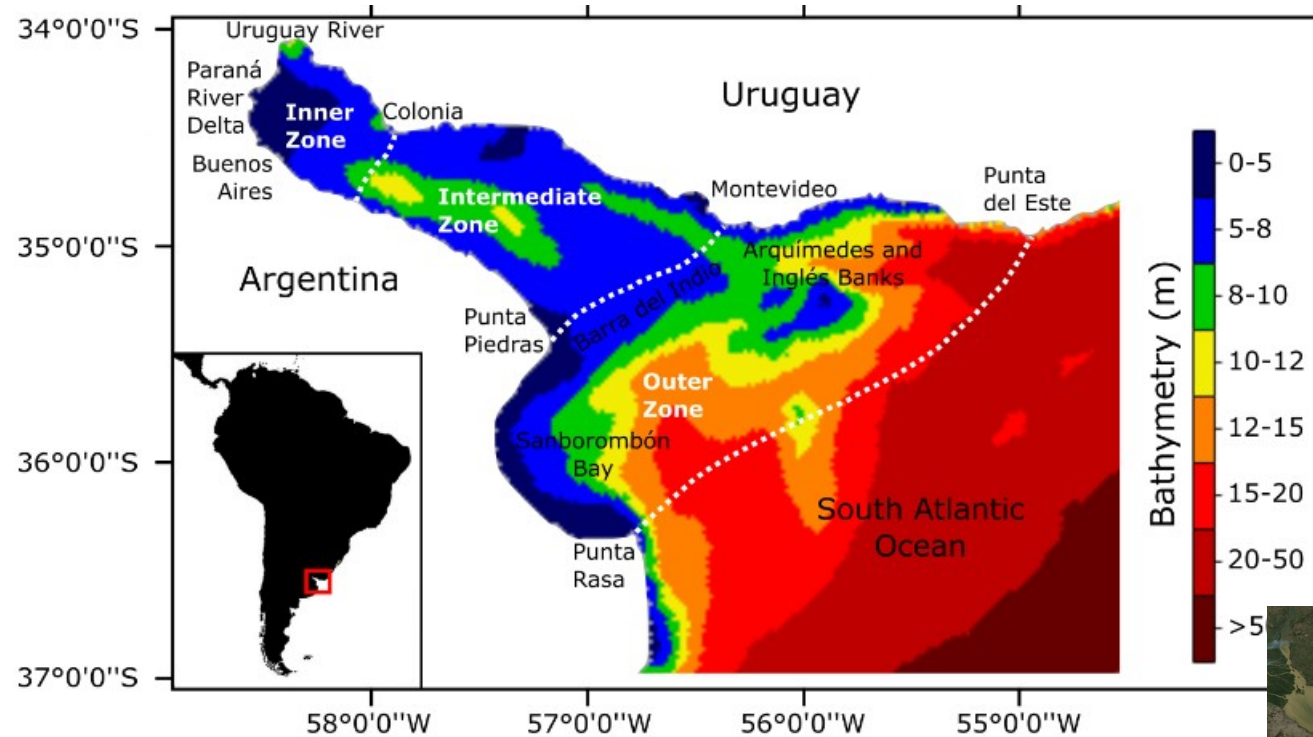 34°0'0''S
35°0'0''S
36°0'0''S
37°0'0''S
58°0'0''W
57°0'0''W
56°0'0''W
55°0'0''W
Uruguay River
Paraná
River
Delta
Inner
Zone
Colonia
Uruguay
Buenos
Aires
Intermediate
Zone
Montevideo
Punta
del Este
Argentina
Arquímedes and
Inglés Banks
Barra del Indio
Punta
Piedras
Outer
Zone
Sanborombón
Bay
South Atlantic
Ocean
Punta
Rasa
Bathymetry (m)
0-5
5-8
8-10
10-12
12-15
15-20
20-50